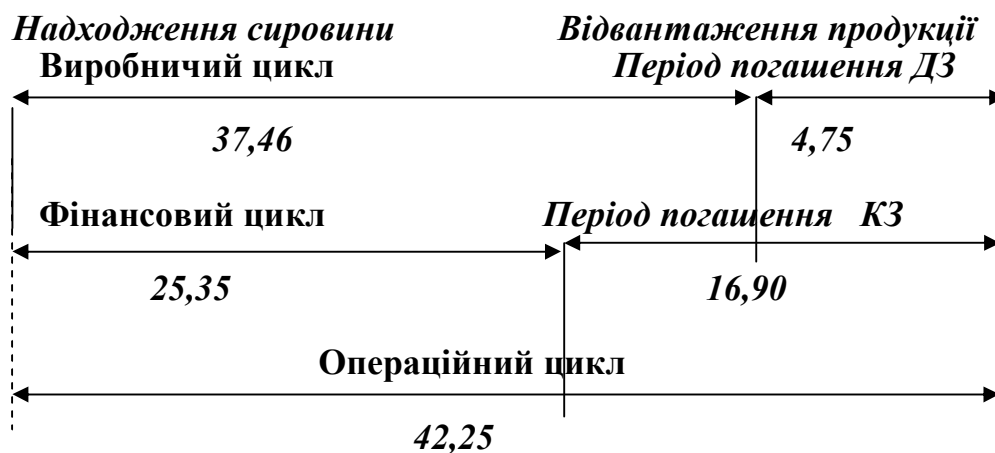 Надходження сировини Відвантаження продукції
Виробничий цикл Період погашення ДЗ
37,46 4,75
Фінансовий цикл Період погашення КЗ
25,35 16,90
Операційний цикл
42,25